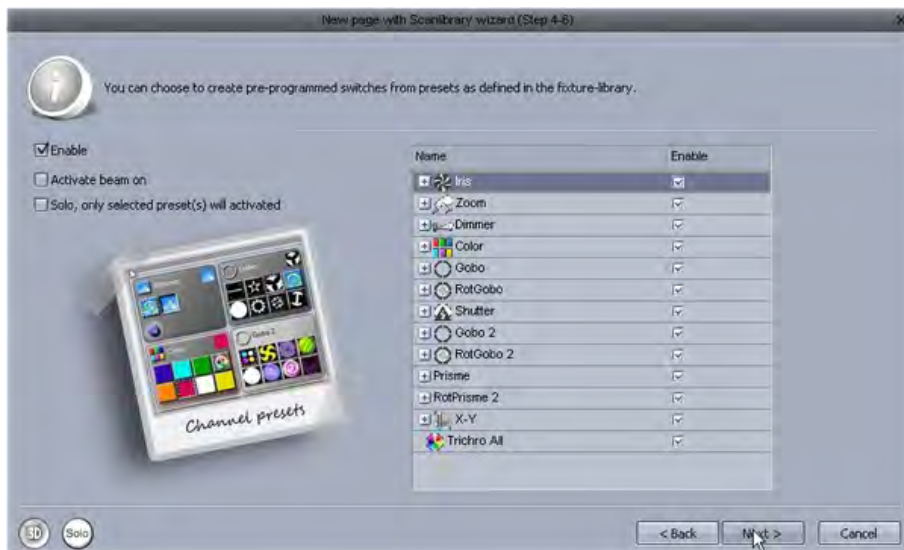 New page with Scanlibrary wizard (Step 4-6)
X
You can choose to create pre-programmed switches from presets as defined in the fixture-library.
Enable
Activate beam on
Solo, only selected preset(s) will activated
Name Enable
Iris
Zoom
Dimmer
Color
Gobo
RotGobo
Shutter
Gobo 2
RotGobo 2
Prisme
RotPrisme 2
X-Y
Trichro All
Gobo 2
Channel presets
3D
Solo
< Back
Next >
Cancel